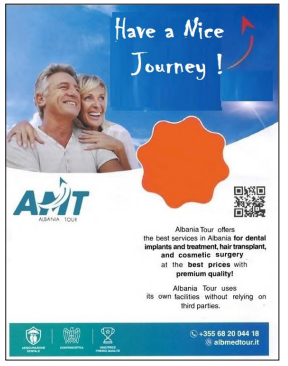 Have a Nice
Journey !
AMT
ALBANIA TOUR
Albania Tour offers
the best services in Albania for dental
implants and treatment, hair transplant,
and cosmetic surgery
at the best prices with
premium quality!
Albania Tour uses
its own facilities without relying on
third parties.
+355 68 20 044 18
albmedtour.it